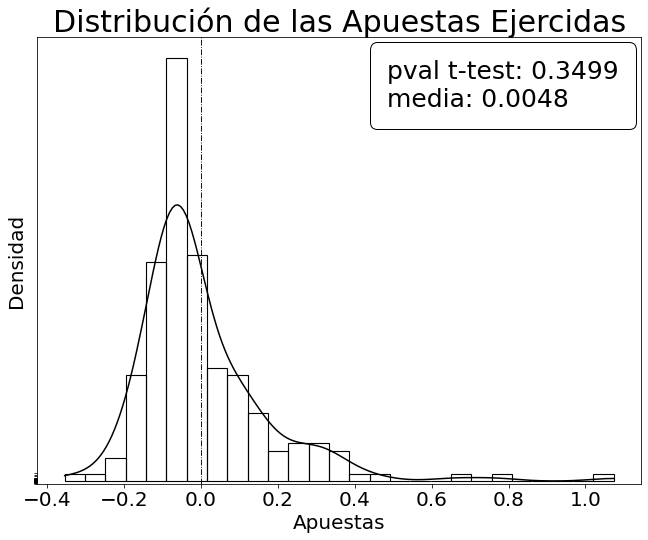 Distribución de las Apuestas Ejercidas
pval t-test: 0.3499
media: 0.0048
Densidad
−0.4 −0.2 0.0 0.2 0.4 0.6 0.8 1.0
Apuestas